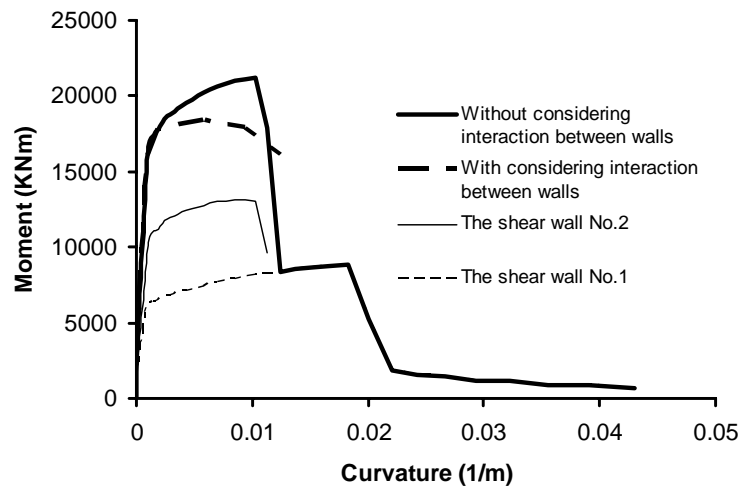 25000
20000
15000
10000
5000
0
Moment (KNm)
Without considering
interaction between walls
With considering interaction
between walls
The shear wall No.2
The shear wall No.1
0 0.01 0.02 0.03 0.04 0.05
Curvature (1/m)